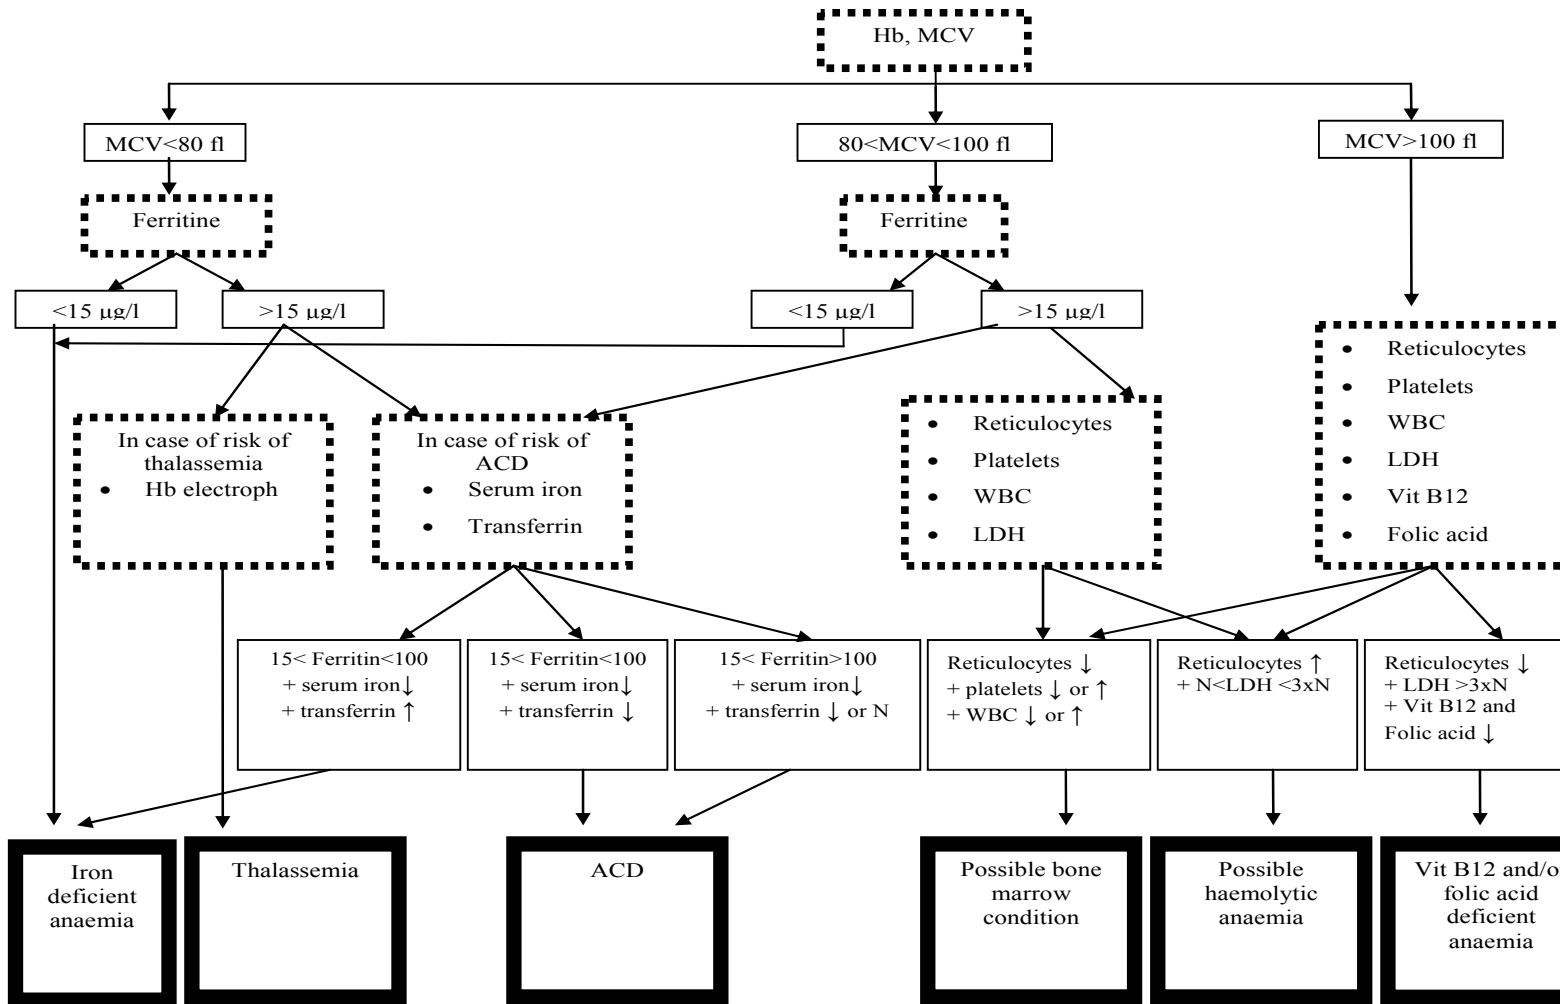 Hb, MCV
MCV<80 fl
80<MCV<100 fl
MCV>100 fl
Ferritine
Ferritine
<15 µg/l
>15 µg/l
<15 µg/l
>15 µg/l
In case of risk of
thalassemia
• Hb electroph
In case of risk of
ACD
• Serum iron
• Transferrin
• Reticulocytes
• Platelets
• WBC
• LDH
• Reticulocytes
• Platelets
• WBC
• LDH
• Vit B12
• Folic acid
15< Ferritin<100
+ serum iron↓
+ transferrin ↑
15< Ferritin<100
+ serum iron↓
+ transferrin ↓
15< Ferritin>100
+ serum iron↓
+ transferrin ↓ or N
Reticulocytes ↓
+ platelets ↓ or ↑
+ WBC ↓ or ↑
Reticulocytes ↑
+ N<LDH <3xN
Reticulocytes ↓
+ LDH >3xN
+ Vit B12 and
Folic acid ↓
Iron
deficient
anaemia
Thalassemia
ACD
Possible bone
marrow
condition
Possible
haemolytic
anaemia
Vit B12 and/o
folic acid
deficient
anaemia